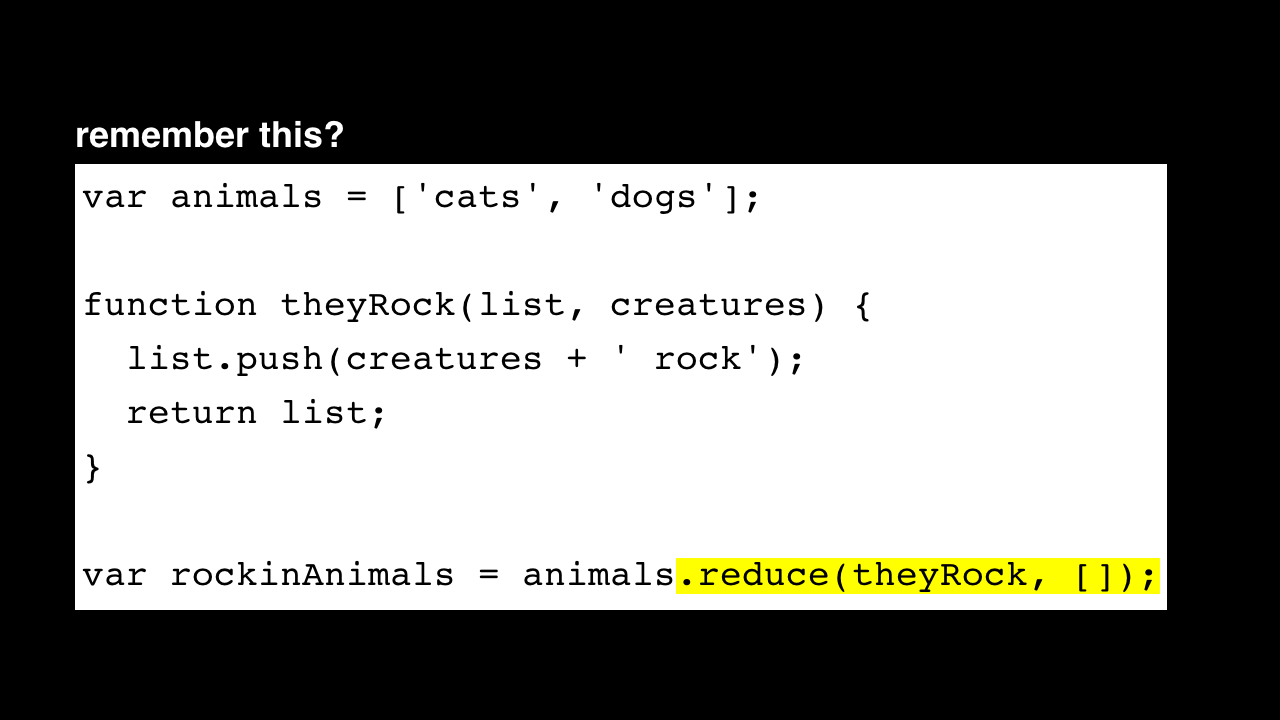 remember this?
var animals = ['cats', 'dogs'];
function theyRock(list, creatures) {
  list.push(creatures + ' rock');
  return list;
}
var rockinAnimals = animals.reduce(theyRock, []);